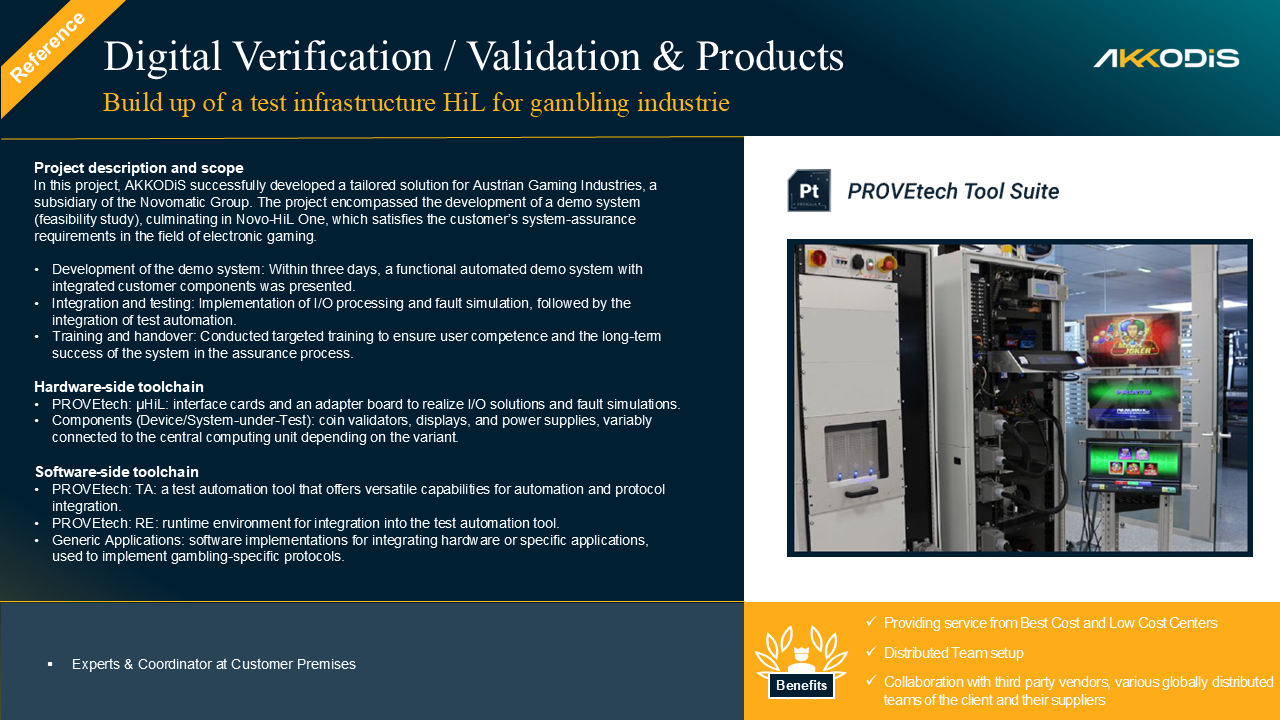 Reference
Digital Verification / Validation & Products
AKKODiS
Build up of a test infrastructure HiL for gambling industrie
Project description and scope
In this project, AKKODiS successfully developed a tailored solution for Austrian Gaming Industries, a
subsidiary of the Novomatic Group. The project encompassed the development of a demo system
(feasibility study), culminating in Novo-HiL One, which satisfies the customer's system-assurance
requirements in the field of electronic gaming.
• Development of the demo system: Within three days, a functional automated demo system with
integrated customer components was presented.
• Integration and testing: Implementation of I/O processing and fault simulation, followed by the
integration of test automation.
• Training and handover: Conducted targeted training to ensure user competence and the long-term
success of the system in the assurance process.
Hardware-side toolchain
• PROVEtech: µHiL: interface cards and an adapter board to realize I/O solutions and fault simulations.
• Components (Device/System-under-Test): coin validators, displays, and power supplies, variably
connected to the central computing unit depending on the variant.
Software-side toolchain
• PROVEtech: TA: a test automation tool that offers versatile capabilities for automation and protocol
integration.
• PROVEtech: RE: runtime environment for integration into the test automation tool.
• Generic Applications: software implementations for integrating hardware or specific applications,
used to implement gambling-specific protocols.
▪ Experts & Coordinator at Customer Premises
Pt
PROVEtech Tool Suite
JOKER
Benefits
✓ Providing service from Best Cost and Low Cost Centers
✓ Distributed Team setup
✓ Collaboration with third party vendors, various globally distributed
teams of the client and their suppliers